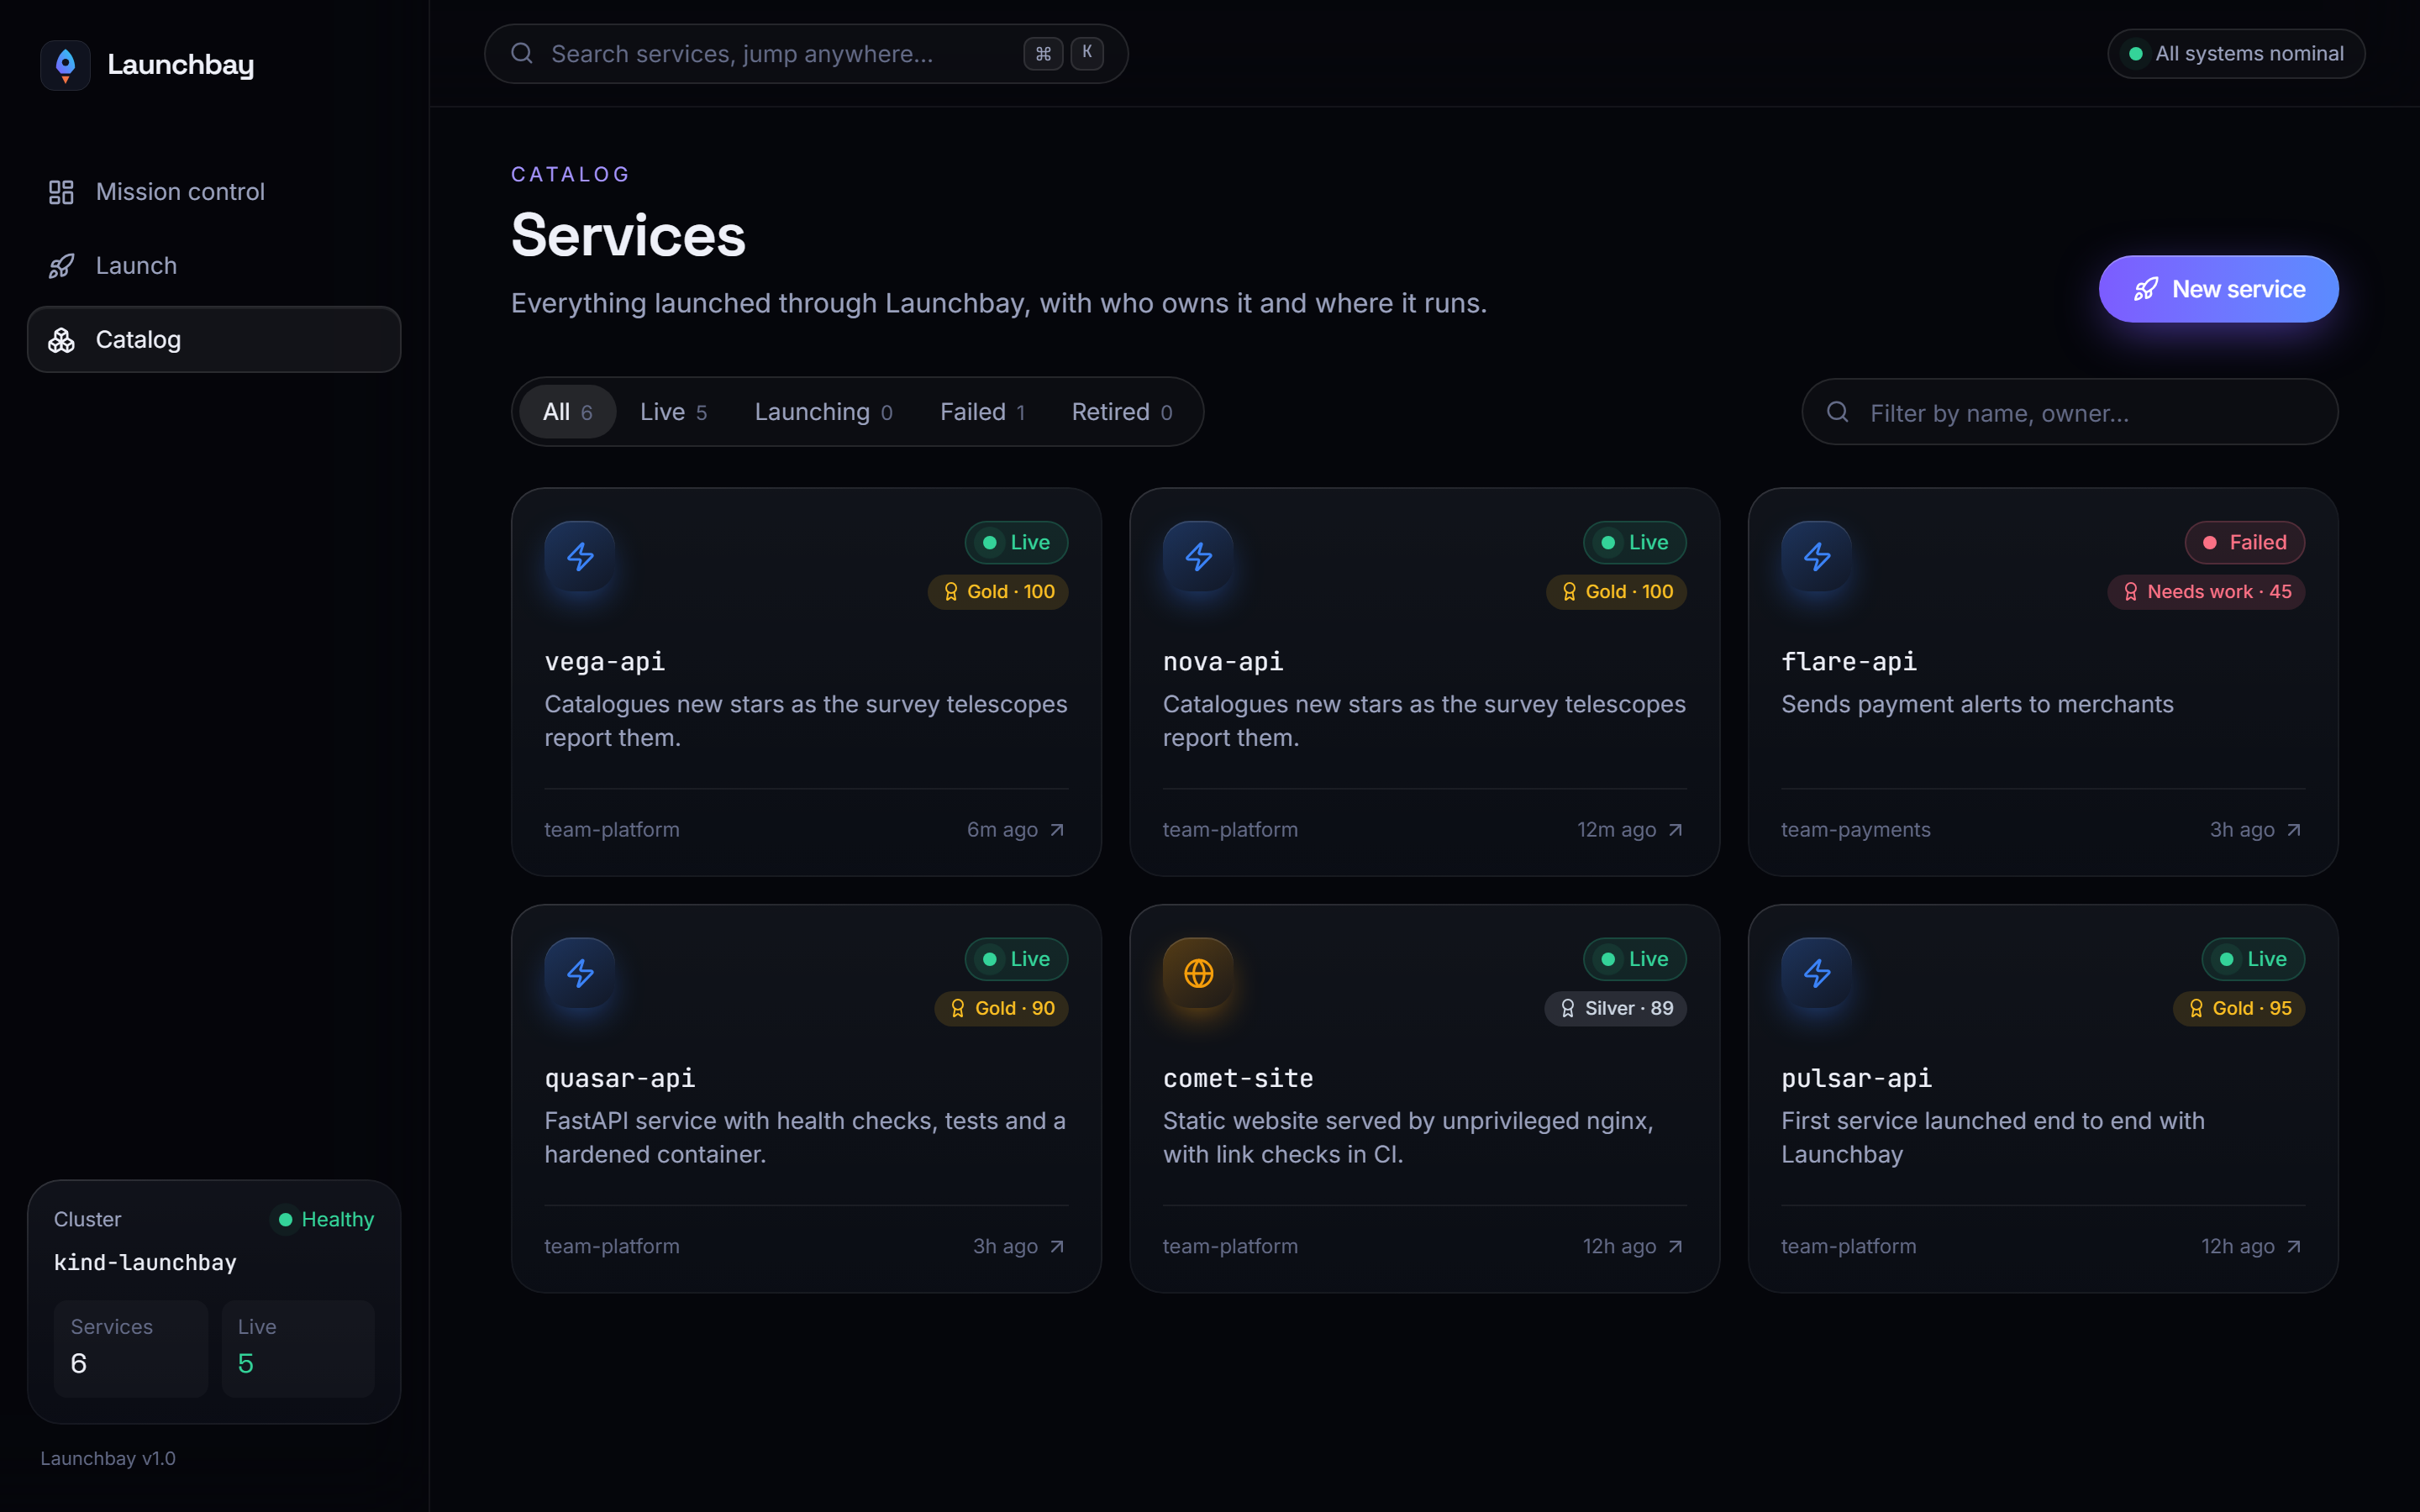 Launchbay
Search services, jump anywhere...
⌘ K
All systems nominal
Mission control
Launch
Catalog
CATALOG
Services
Everything launched through Launchbay, with who owns it and where it runs.
New service
All 6
Live 5
Launching 0
Failed 1
Retired 0
Filter by name, owner...
Live
Gold · 100
vega-api
Catalogues new stars as the survey telescopes
report them.
team-platform
6m ago
Live
Gold · 100
nova-api
Catalogues new stars as the survey telescopes
report them.
team-platform
12m ago
Failed
Needs work · 45
flare-api
Sends payment alerts to merchants
team-payments
3h ago
Live
Gold · 90
quasar-api
FastAPI service with health checks, tests and a
hardened container.
team-platform
3h ago
Live
Silver · 89
comet-site
Static website served by unprivileged nginx,
with link checks in CI.
team-platform
12h ago
Live
Gold · 95
pulsar-api
First service launched end to end with
Launchbay
team-platform
12h ago
Cluster
Healthy
kind-launchbay
Services
6
Live
5
Launchbay v1.0